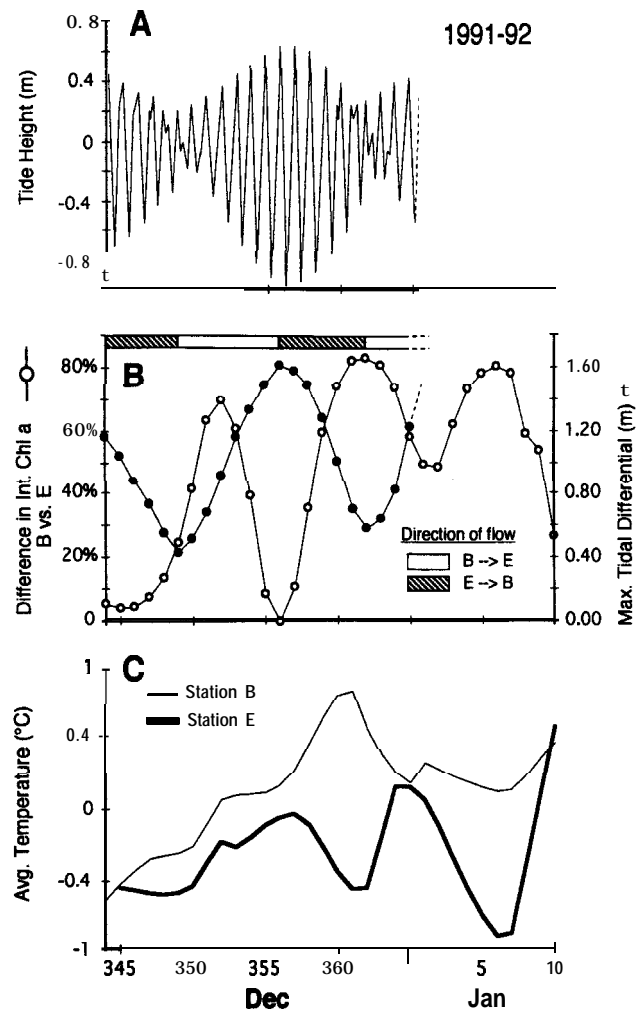 A
1991-92
0.8
0.4
0
-0.4
-0.8
Tide Height (m)
t
B
80%
60%
40%
20%
0
Difference in Int. Chl a
B vs. E
1.60
1.20
0.80
0.40
0.00
Max. Tidal Differential (m)
Direction of flow
B --> E
E --> B
C
Station B
Station E
1
0.4
0
-0.4
-1
Avg. Temperature (ºC)
345 350 355 360 5 10
Dec Jan